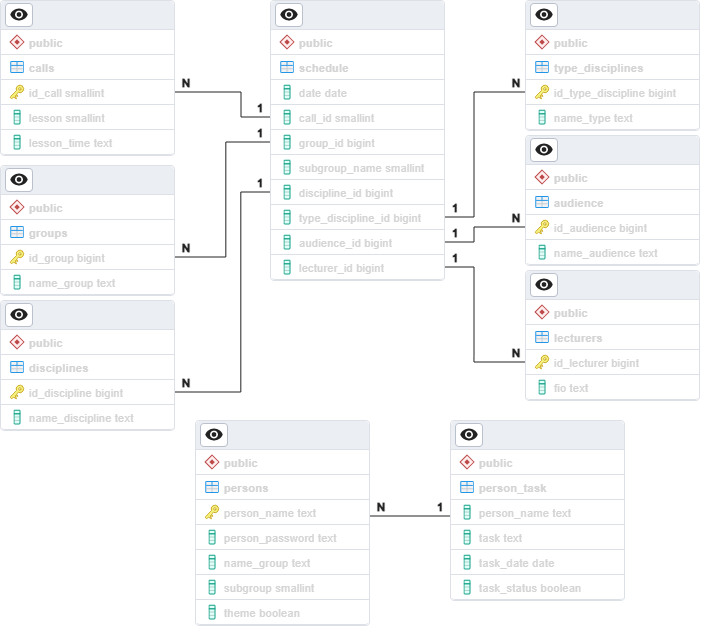 public
calls
id_call smallint
lesson smallint
lesson_time text
public
groups
id_group bigint
name_group text
public
disciplines
id_discipline bigint
name_discipline text
N
1
N
1
N
1
public
schedule
date date
call_id smallint
group_id bigint
subgroup_name smallint
discipline_id bigint
type_discipline_id bigint
audience_id bigint
lecturer_id bigint
1
N
1
N
1
N
public
type_disciplines
id_type_discipline bigint
name_type text
public
audience
id_audience bigint
name_audience text
public
lecturers
id_lecturer bigint
fio text
public
persons
person_name text
person_password text
name_group text
subgroup smallint
theme boolean
N
1
public
person_task
person_name text
task text
task_date date
task_status boolean